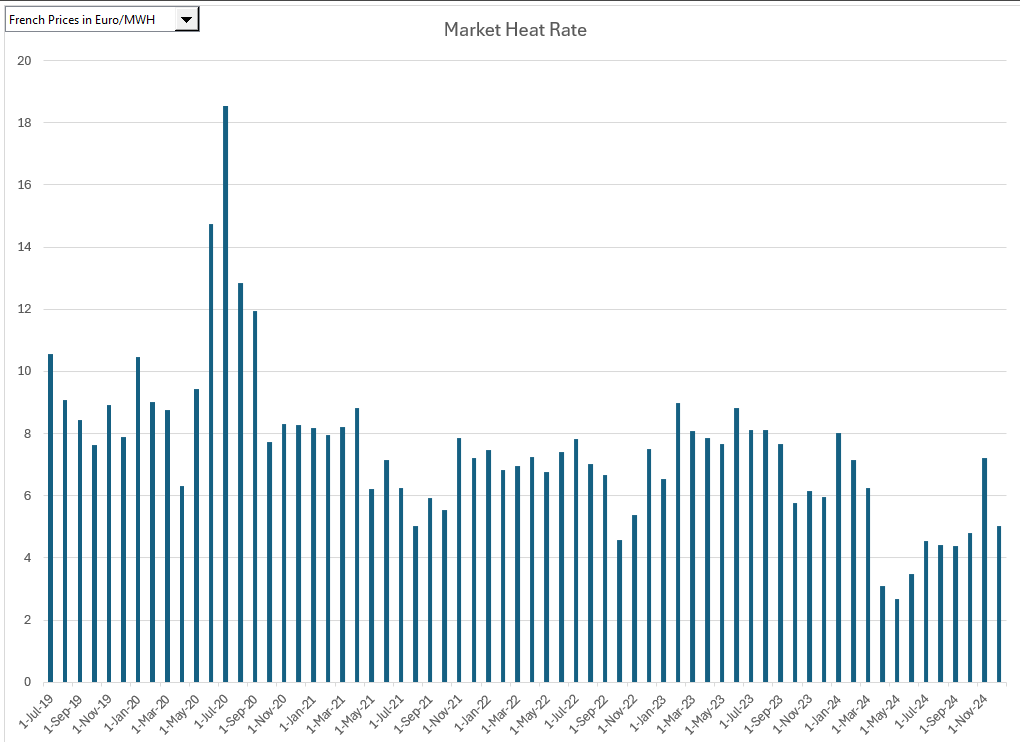 French Prices in Euro/MWH
Market Heat Rate
20
18
16
14
12
10
8
6
4
2
0
1-Jul-19
1-Sep-19
1-Nov-19
1-Jan-20
1-Mar-20
1-May-20
1-Jul-20
1-Sep-20
1-Nov-20
1-Jan-21
1-Mar-21
1-May-21
1-Jul-21
1-Sep-21
1-Nov-21
1-Jan-22
1-Mar-22
1-May-22
1-Jul-22
1-Sep-22
1-Nov-22
1-Jan-23
1-Mar-23
1-May-23
1-Jul-23
1-Sep-23
1-Nov-23
1-Jan-24
1-Mar-24
1-May-24
1-Jul-24
1-Sep-24
1-Nov-24